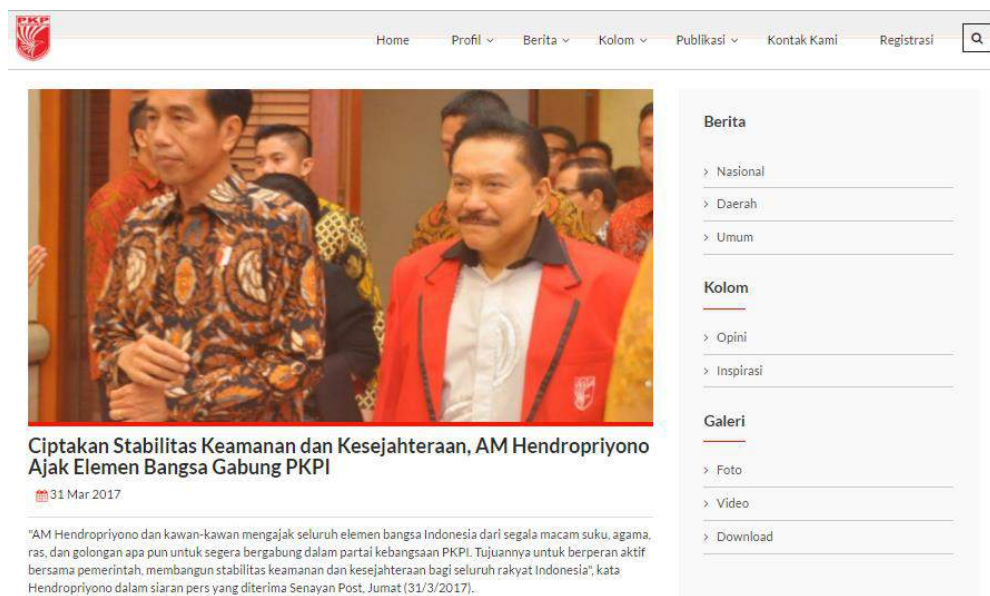 PKP
Home Profil Berita Kolom Publikasi Kontak Kami Registrasi
Ciptakan Stabilitas Keamanan dan Kesejahteraan, AM Hendropriyono
Ajak Elemen Bangsa Gabung PKPI
31 Mar 2017
"AM Hendropriyono dan kawan-kawan mengajak seluruh elemen bangsa Indonesia dari segala macam suku, agama,
ras, dan golongan apa pun untuk segera bergabung dalam partai kebangsaan PKPI. Tujuannya untuk berperan aktif
bersama pemerintah, membangun stabilitas keamanan dan kesejahteraan bagi seluruh rakyat Indonesia", kata
Hendropriyono dalam siaran pers yang diterima Senayan Post, Jumat (31/3/2017).
Berita
> Nasional
> Daerah
> Umum
Kolom
> Opini
> Inspirasi
Galeri
> Foto
> Video
> Download